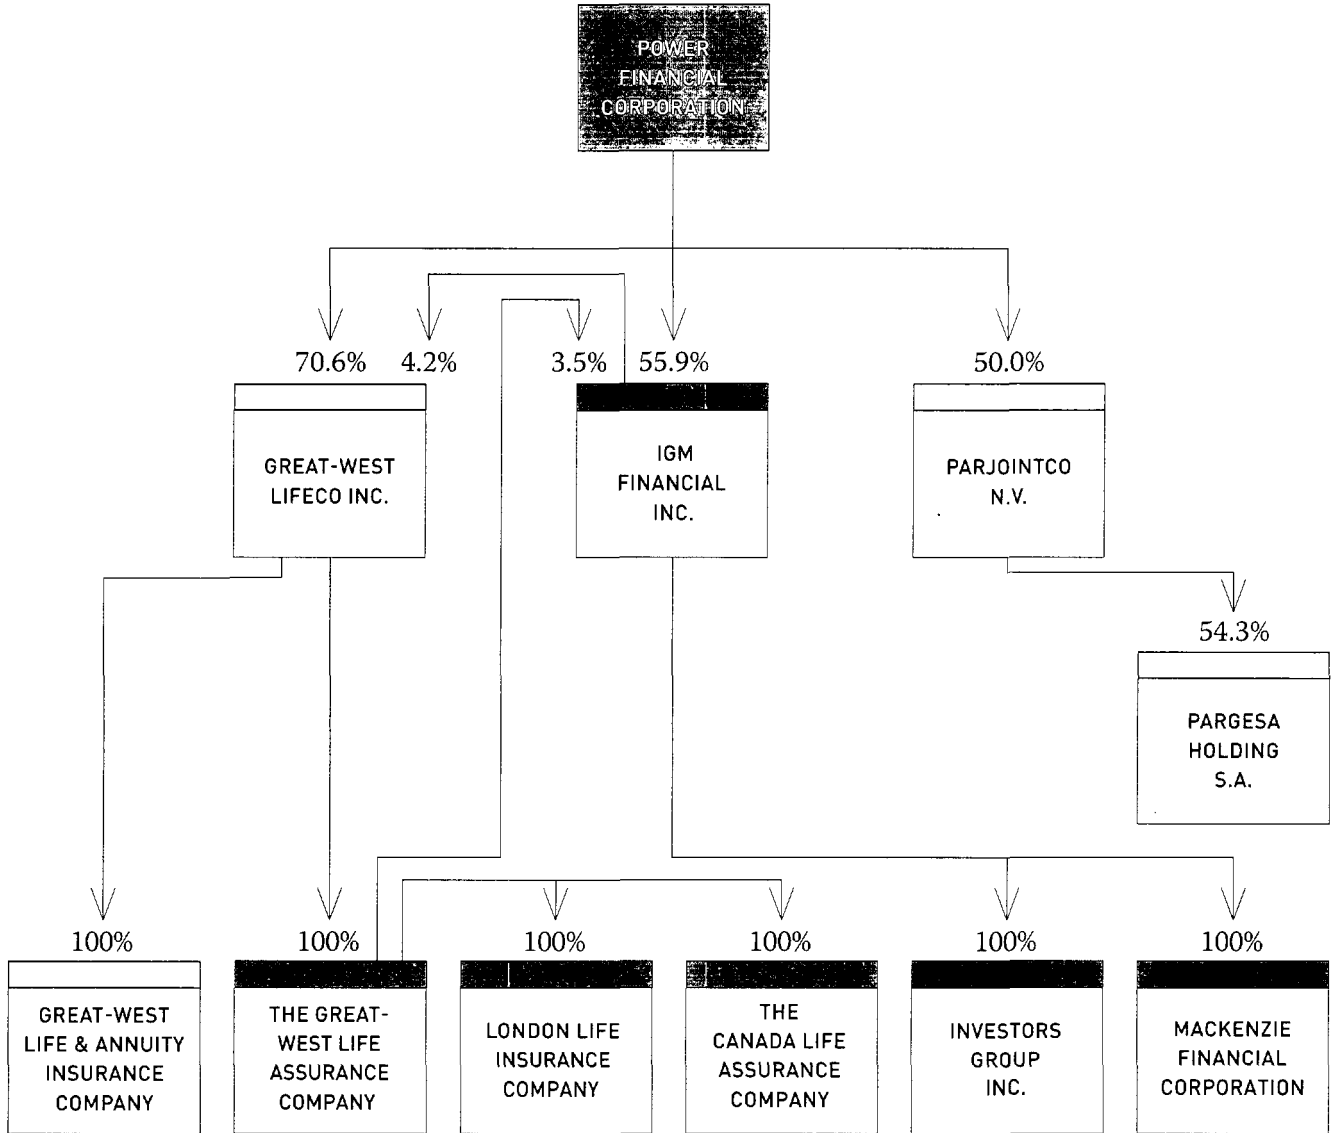 POWER
FINANCIAL
CORPORATION
70.6% 4.2% 3.5% 55.9% 50.0%
GREAT-WEST
LIFECO INC.
IGM
FINANCIAL
INC.
PARJOINTCO
N.V.
54.3%
PARGESA
HOLDING
S.A.
100% 100% 100% 100% 100% 100%
GREAT-WEST
LIFE & ANNUITY
INSURANCE
COMPANY
THE GREAT-
WEST LIFE
ASSURANCE
COMPANY
LONDON LIFE
INSURANCE
COMPANY
THE
CANADA LIFE
ASSURANCE
COMPANY
INVESTORS
GROUP
INC.
MACKENZIE
FINANCIAL
CORPORATION